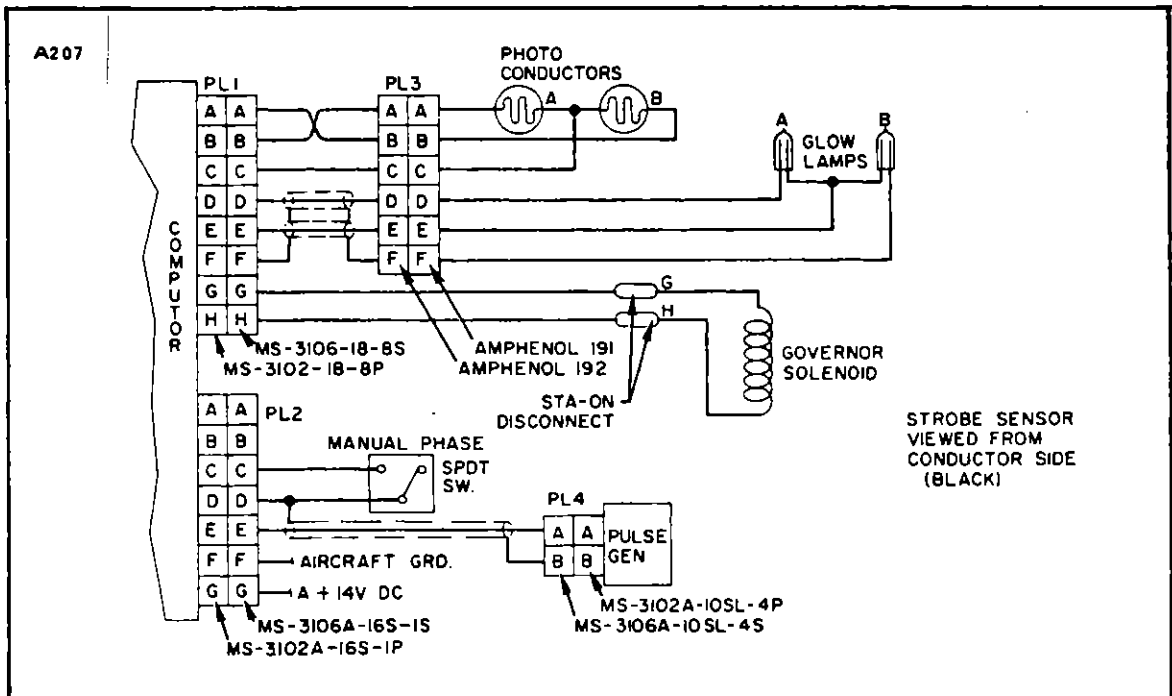 A207
PHOTO
CONDUCTORS
PL1
PL3
A
B
A A
B B
C C
D D
E E
F F
G G
H H
A A
B B
C C
D D
E E
F F
A
B
GLOW
LAMPS
COMPUTOR
G
H
MS-3106-18-8S
MS-3102-18-8P
AMPHENOL 191
AMPHENOL 192
GOVERNOR
SOLENOID
STA-ON
DISCONNECT
STROBE SENSOR
VIEWED FROM
CONDUCTOR SIDE
(BLACK)
PL2
A A
B B
C C
D D
E E
F F
G G
MANUAL PHASE
SPDT
SW.
PL4
A A
B B
PULSE
GEN
AIRCRAFT GRD.
A + 14V DC
MS-3102A-10SL-4P
MS-3106A-10SL-4S
MS-3106A-16S-1S
MS-3102A-16S-1P